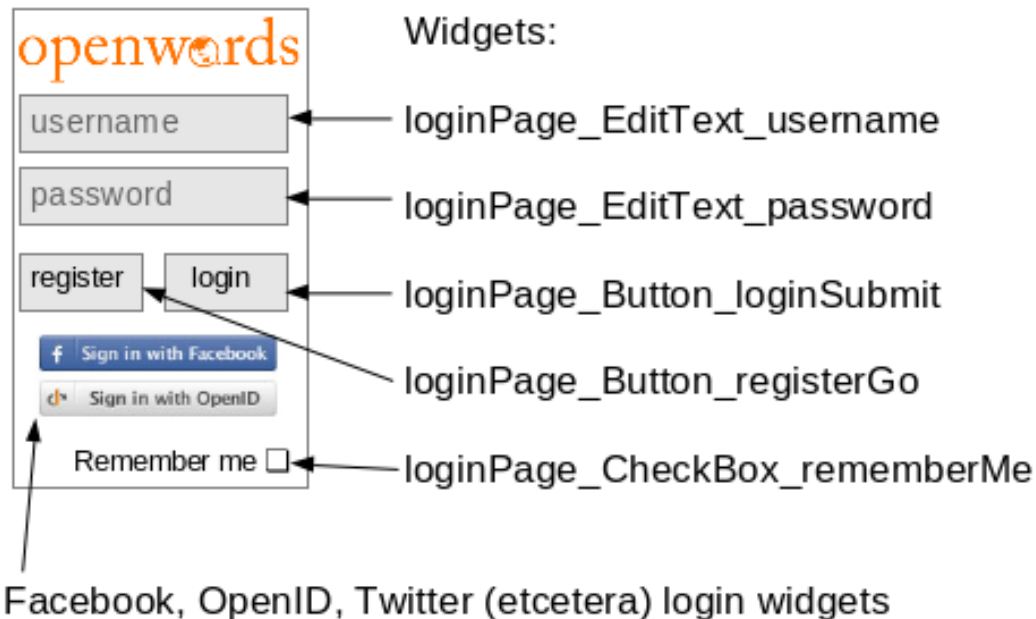 openwords
Widgets:
username
loginPage_EditText_username
password
loginPage_EditText_password
register
login
loginPage_Button_loginSubmit
f Sign in with Facebook
loginPage_Button_registerGo
Sign in with OpenID
Remember me
loginPage_CheckBox_rememberMe
Facebook, OpenID, Twitter (etcetera) login widgets